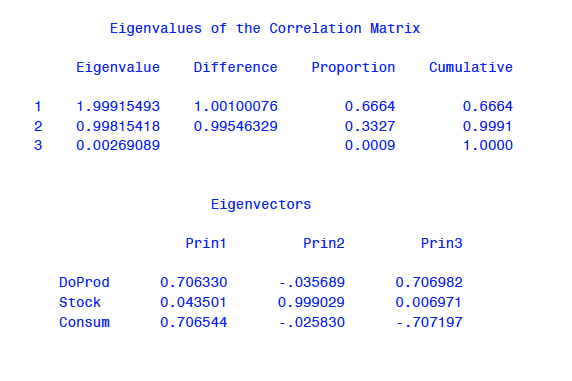 Eigenvalues of the Correlation Matrix
Eigenvalue Difference Proportion Cumulative
1 1.99915493 1.00100076 0.6664 0.6664
2 0.99815418 0.99546329 0.3327 0.9991
3 0.00269089 0.0009 1.0000
Eigenvectors
Prin1 Prin2 Prin3
DoProd 0.706330 -.035689 0.706982
Stock 0.043501 0.999029 0.006971
Consum 0.706544 -.025830 -.707197